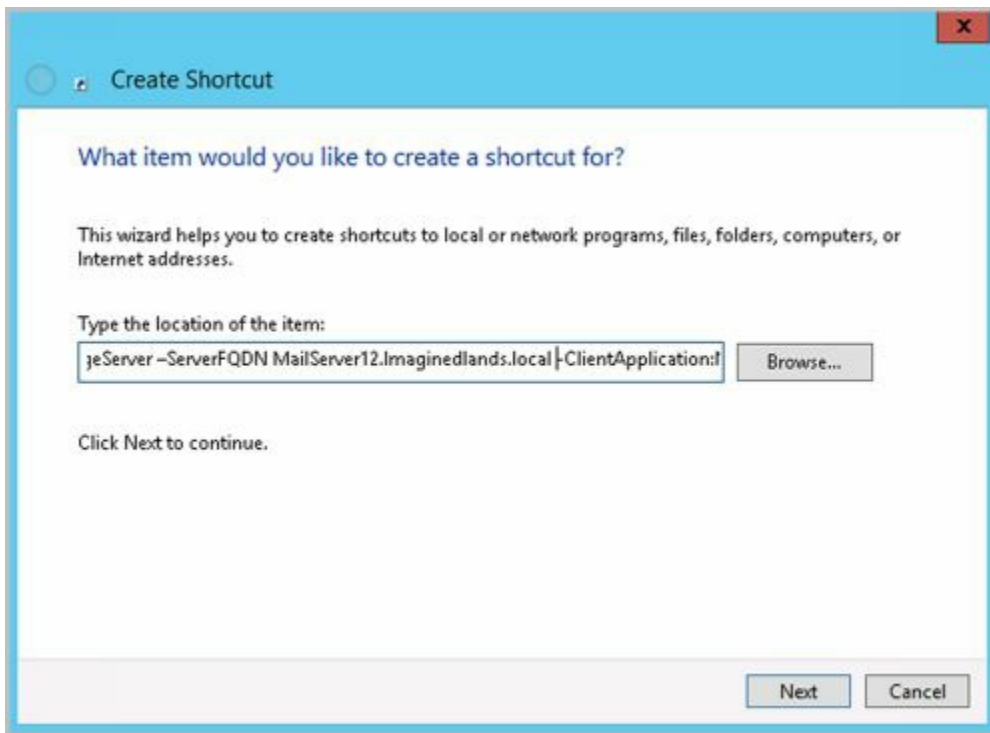 x
Create Shortcut
What item would you like to create a shortcut for?
This wizard helps you to create shortcuts to local or network programs, files, folders, computers, or
Internet addresses.
Type the location of the item:
geServer –ServerFQDN MailServer12.Imaginedlands.local -ClientApplication:
Browse...
Click Next to continue.
Next
Cancel